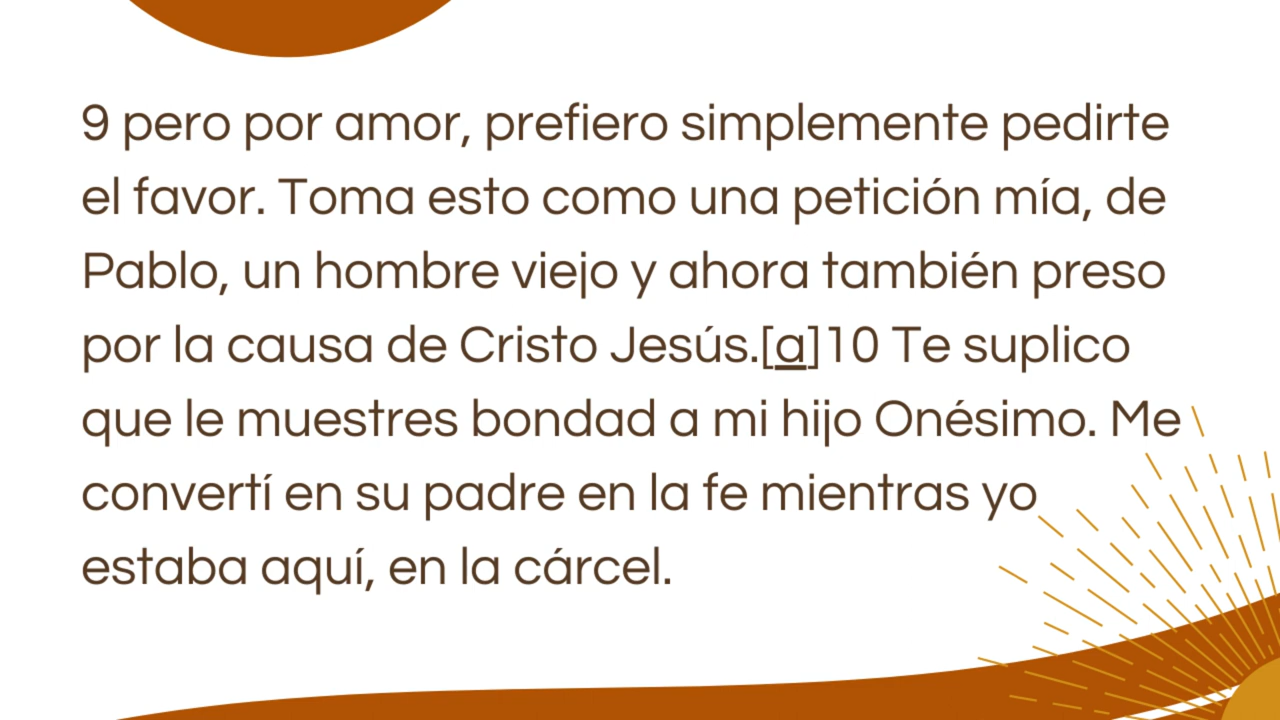 9 pero por amor, prefiero simplemente pedirte
el favor. Toma esto como una petición mía, de
Pablo, un hombre viejo y ahora también preso
por la causa de Cristo Jesús.[a]10 Te suplico
que le muestres bondad a mi hijo Onésimo. Me
convertí en su padre en la fe mientras yo
estaba aquí, en la cárcel.